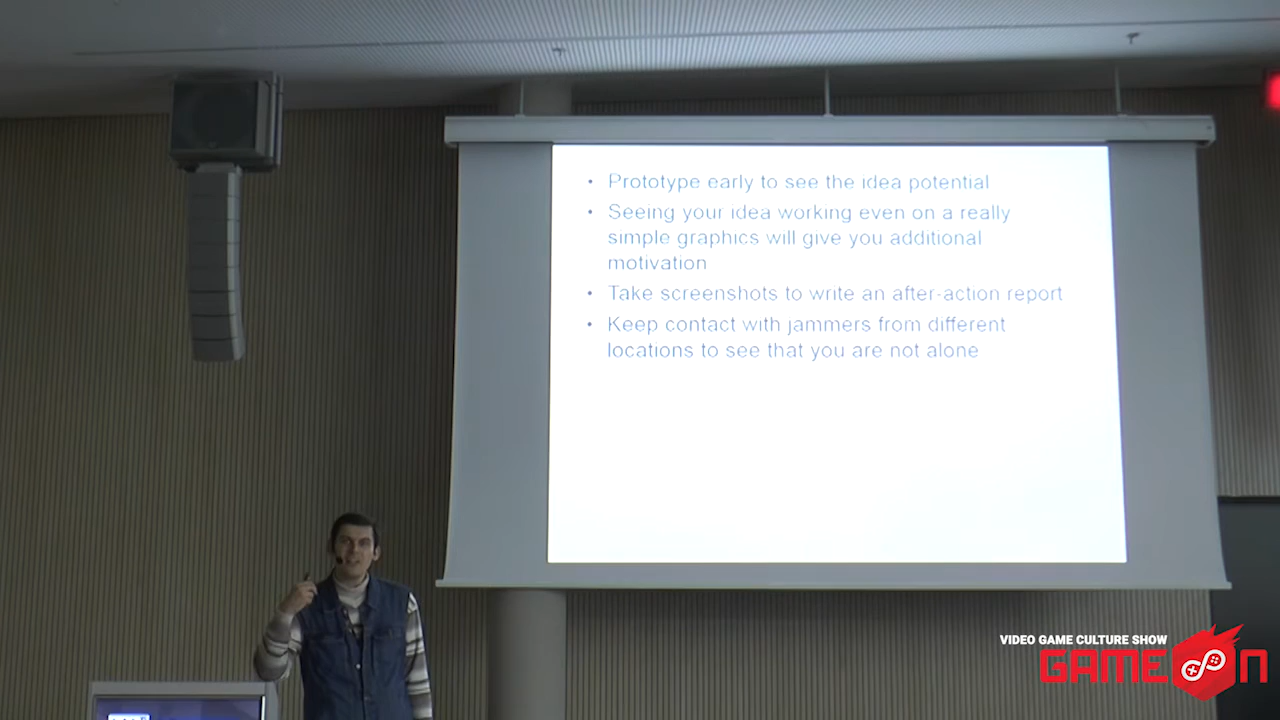 • Prototype early to see the idea potential
• Seeing your idea working even on a really
simple graphics will give you additional
motivation
• Take screenshots to write an after-action report
• Keep contact with jammers from different
locations to see that you are not alone
VIDEO GAME CULTURE SHOW
GAMEON